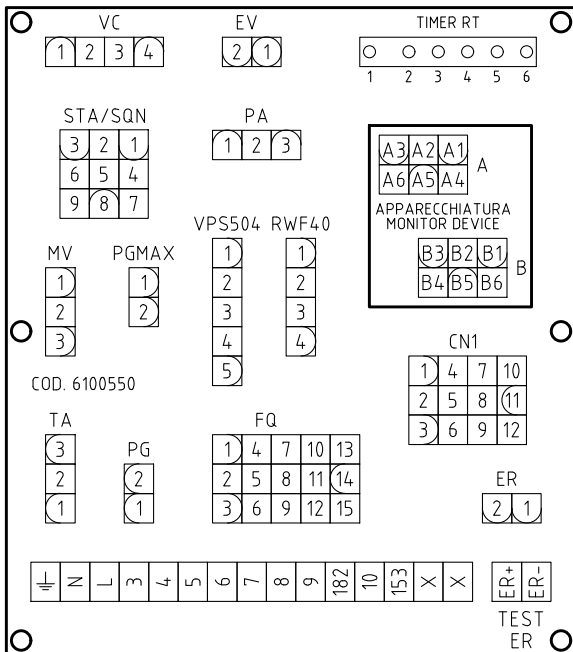 VC EV TIMER RT
1 2 3 4 2 1
1 2 3 4 5 6
STA/SQN PA
3 2 1
6 5 4
9 8 7
1 2 3
A3 A2 A1
A6 A5 A4
A
APPARECCHIATURA
MONITOR DEVICE
B3 B2 B1
B4 B5 B6
B
VPS504 RWF40
1 1
2 2
3 3
4 4
5
MV PGMAX
1 1
2 2
3
CN1
1 4 7 10
2 5 8 11
3 6 9 12
COD. 6100550
TA PG FQ
3
2 2
1 1
1 4 7 10 13
2 5 8 11 14
3 6 9 12 15
ER
2 1
N L 3 4 5 6 7 8 9 182 10 153 X X ER+ ER-
TEST
ER